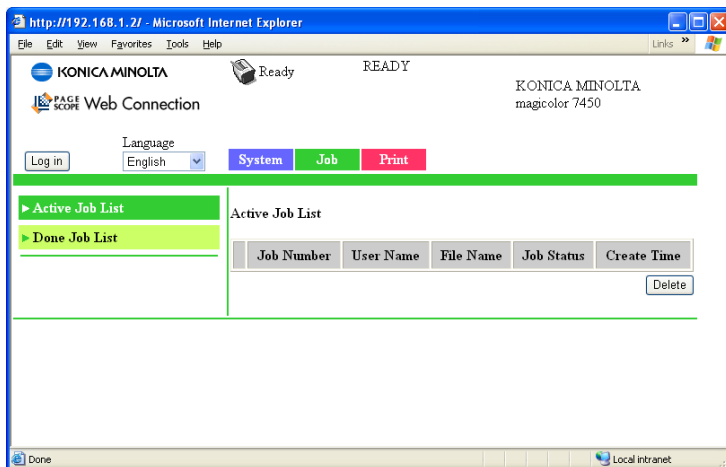 http://192.168.1.2/ - Microsoft Internet Explorer
File Edit View Favorites Tools Help Links »
KONICA MINOLTA
Ready
READY
KONICA MINOLTA
magicolor 7450
PAGE SCOPE Web Connection
Language
Log in English System Job Print
Active Job List
Done Job List
Active Job List
Job Number User Name File Name Job Status Create Time
Delete
Done Local intranet